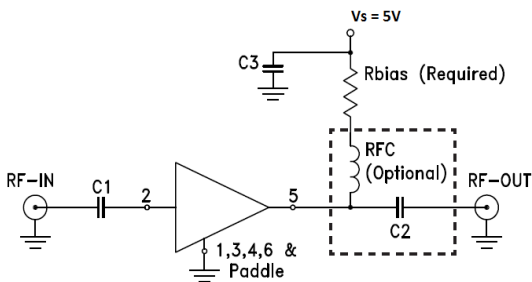 Vs = 5V
C3
Rbias (Required)
RFC
(Optional)
RF-IN
C1
2
5
RF-OUT
C2
1,3,4,6 &
Paddle